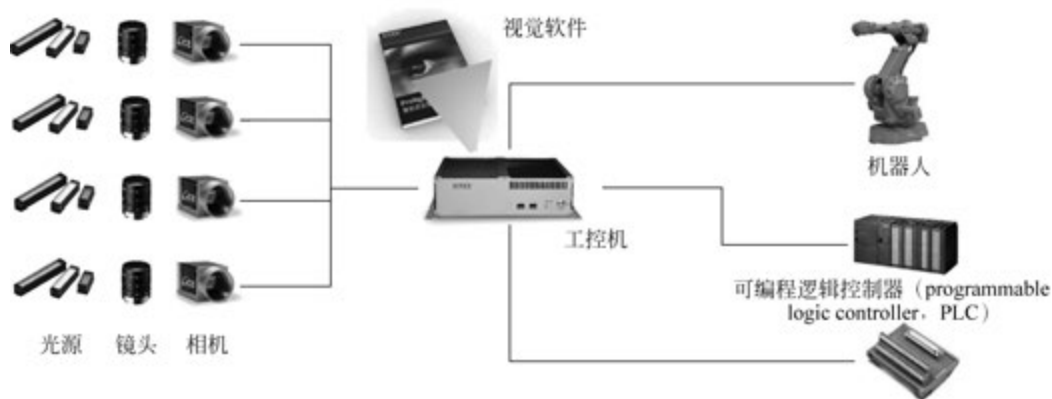 视觉软件
机器人
工控机
可编程逻辑控制器（programmable
logic controller，PLC）
光源
镜头
相机